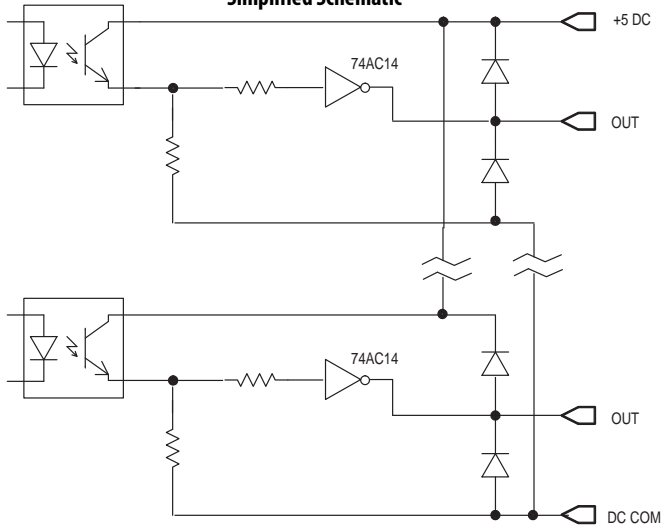 Simplified Schematic
+5 DC
74AC14
OUT
74AC14
OUT
DC COM